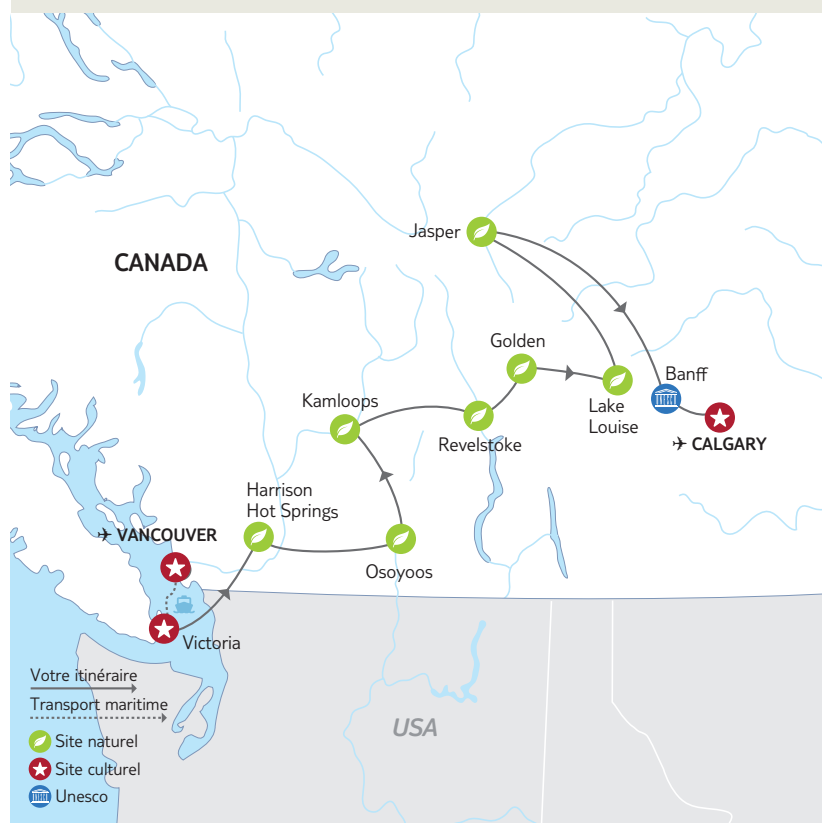 Jasper
CANADA
Golden
Banff
Kamloops
Lake
Louise
Revelstoke
✈ CALGARY
Harrison
Hot Springs
✈ VANCOUVER
Osoyoos
Victoria
Votre itinéraire
Transport maritime
USA
Site naturel
Site culturel
Unesco